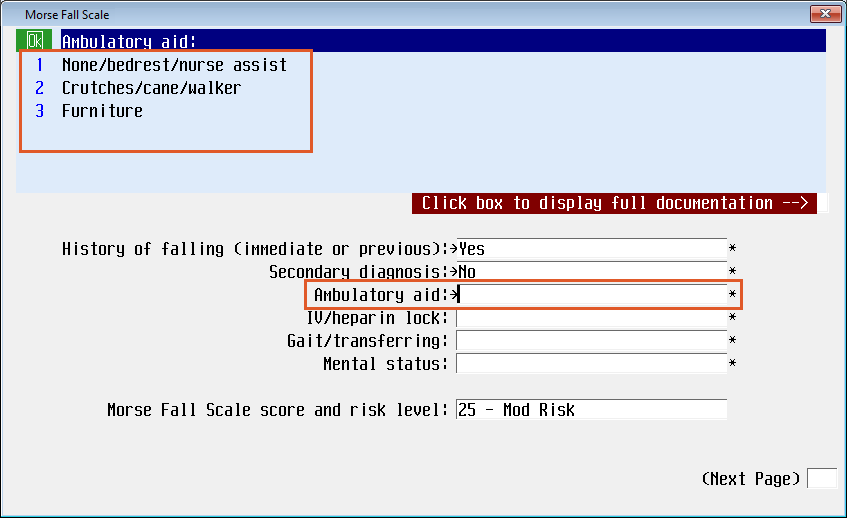 Morse Fall Scale
Ok Ambulatory aid:
1 None/bedrest/nurse assist
2 Crutches/cane/walker
3 Furniture
Click box to display full documentation -->
History of falling (immediate or previous):→Yes *
Secondary diagnosis:→No *
Ambulatory aid:→ *
IV/heparin lock: *
Gait/transferring: *
Mental status: *
Morse Fall Scale score and risk level: 25 - Mod Risk
(Next Page)